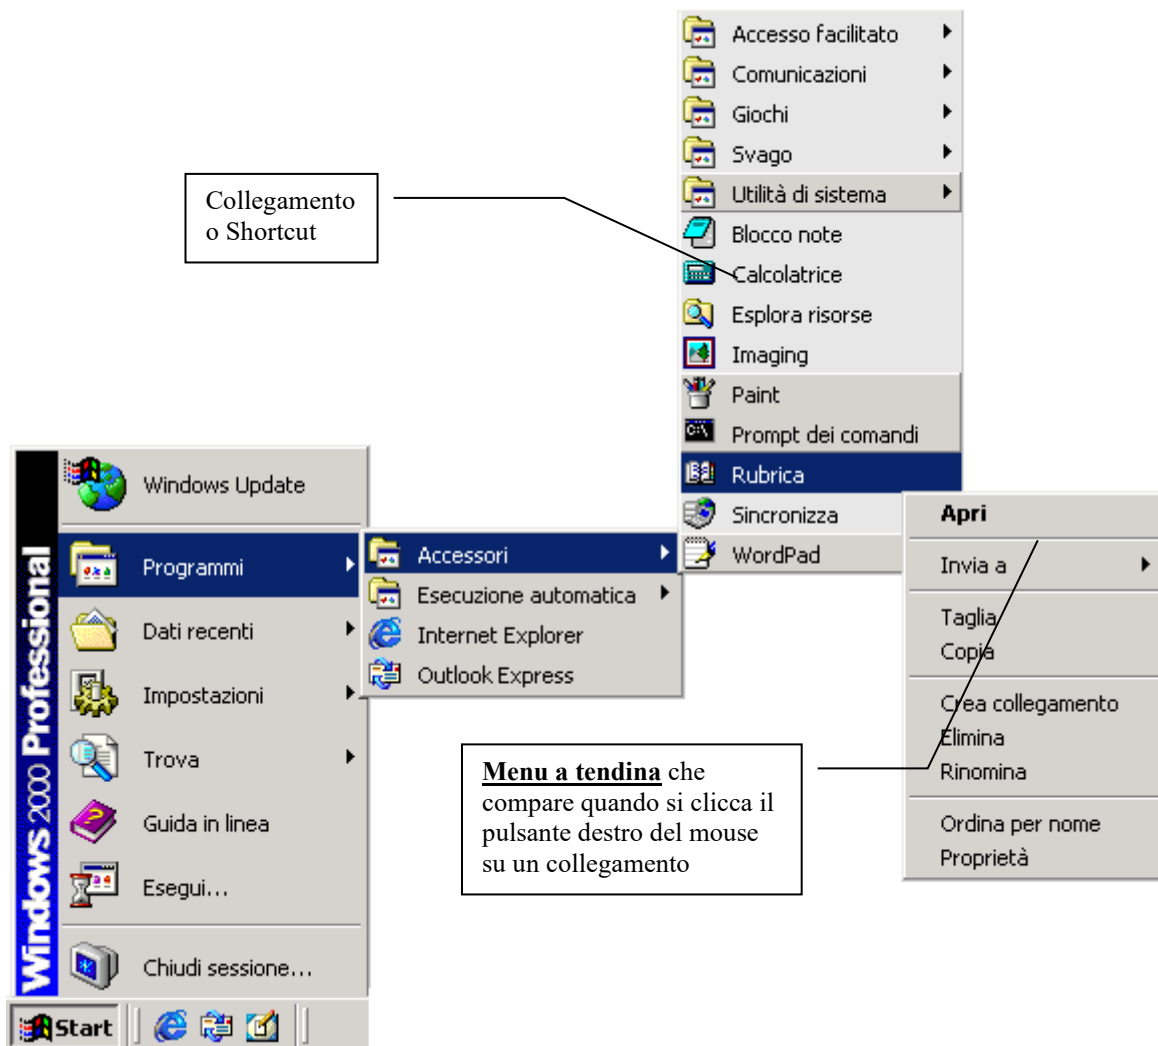 Accesso facilitato
Comunicazioni
Giochi
Svago
Utilità di sistema
Blocco note
Calcolatrice
Esplora risorse
Imaging
Paint
Prompt dei comandi
Rubrica
Sincronizza
WordPad
Collegamento
o Shortcut
Windows 2000 Professional
Windows Update
Programmi
Dati recenti
Impostazioni
Trova
Guida in linea
Esegui...
Chiudi sessione...
Start
Accessori
Esecuzione automatica
Internet Explorer
Outlook Express
Apri
Invia a
Taglia
Copia
Crea collegamento
Elimina
Rinomina
Ordina per nome
Proprietà
Menu a tendina che
compare quando si clicca il
pulsante destro del mouse
su un collegamento